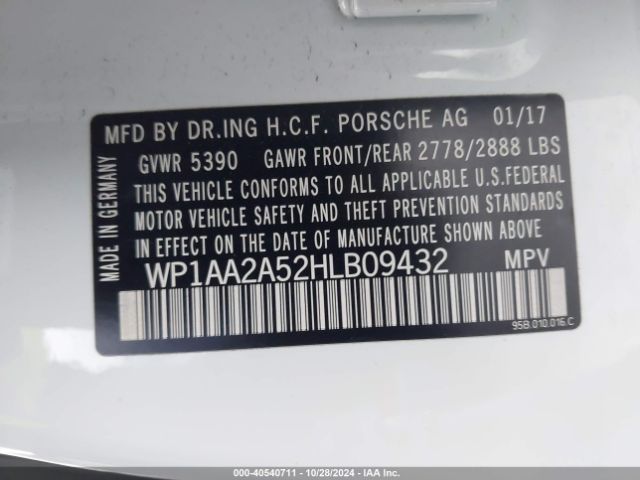 MFD BY DR.ING H.C.F. PORSCHE AG 01/17
GVWR 5390 GAWR FRONT/REAR 2778/2888 LBS
THIS VEHICLE CONFORMS TO ALL APPLICABLE U.S.FEDERAL
MOTOR VEHICLE SAFETY AND THEFT PREVENTION STANDARDS
IN EFFECT ON THE DATE OF MANUFACTURE SHOWN ABOVE
WP1AA2A52HLB09432 MPV
95B.010.016.C
MADE IN GERMANY
© - 40540711 - 10/28/2024 - IAA Inc.